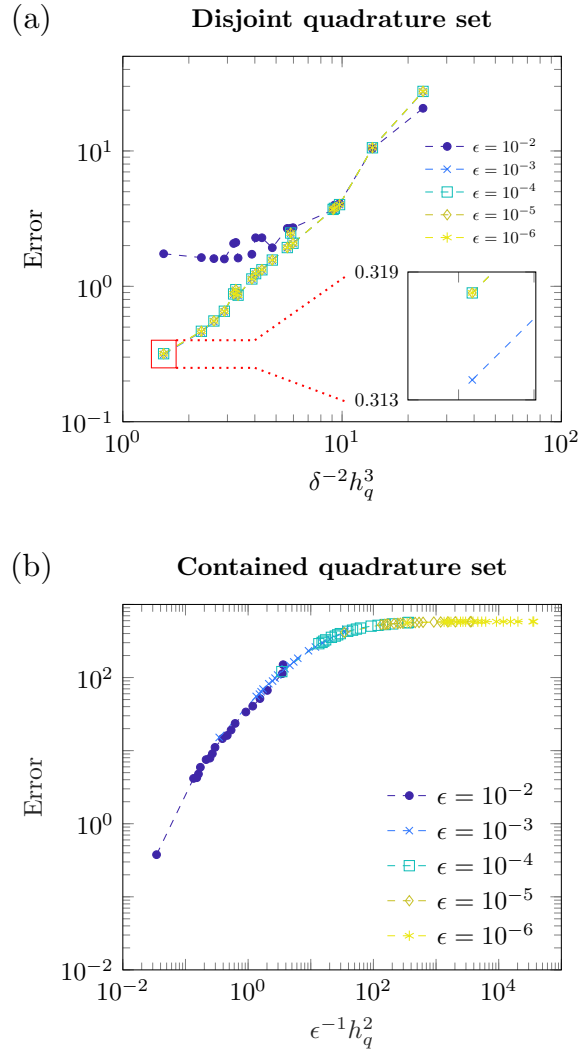 (a)
Disjoint quadrature set
Error
10^1
10^0
10^{-1}
10^0
10^1
10^2
δ^{-2}h_q^3
ϵ = 10^{-2}
ϵ = 10^{-3}
ϵ = 10^{-4}
ϵ = 10^{-5}
ϵ = 10^{-6}
0.319
0.313
(b)
Contained quadrature set
Error
10^2
10^0
10^{-2}
10^{-2}
10^0
10^2
10^4
ϵ^{-1}h_q^2
ϵ = 10^{-2}
ϵ = 10^{-3}
ϵ = 10^{-4}
ϵ = 10^{-5}
ϵ = 10^{-6}